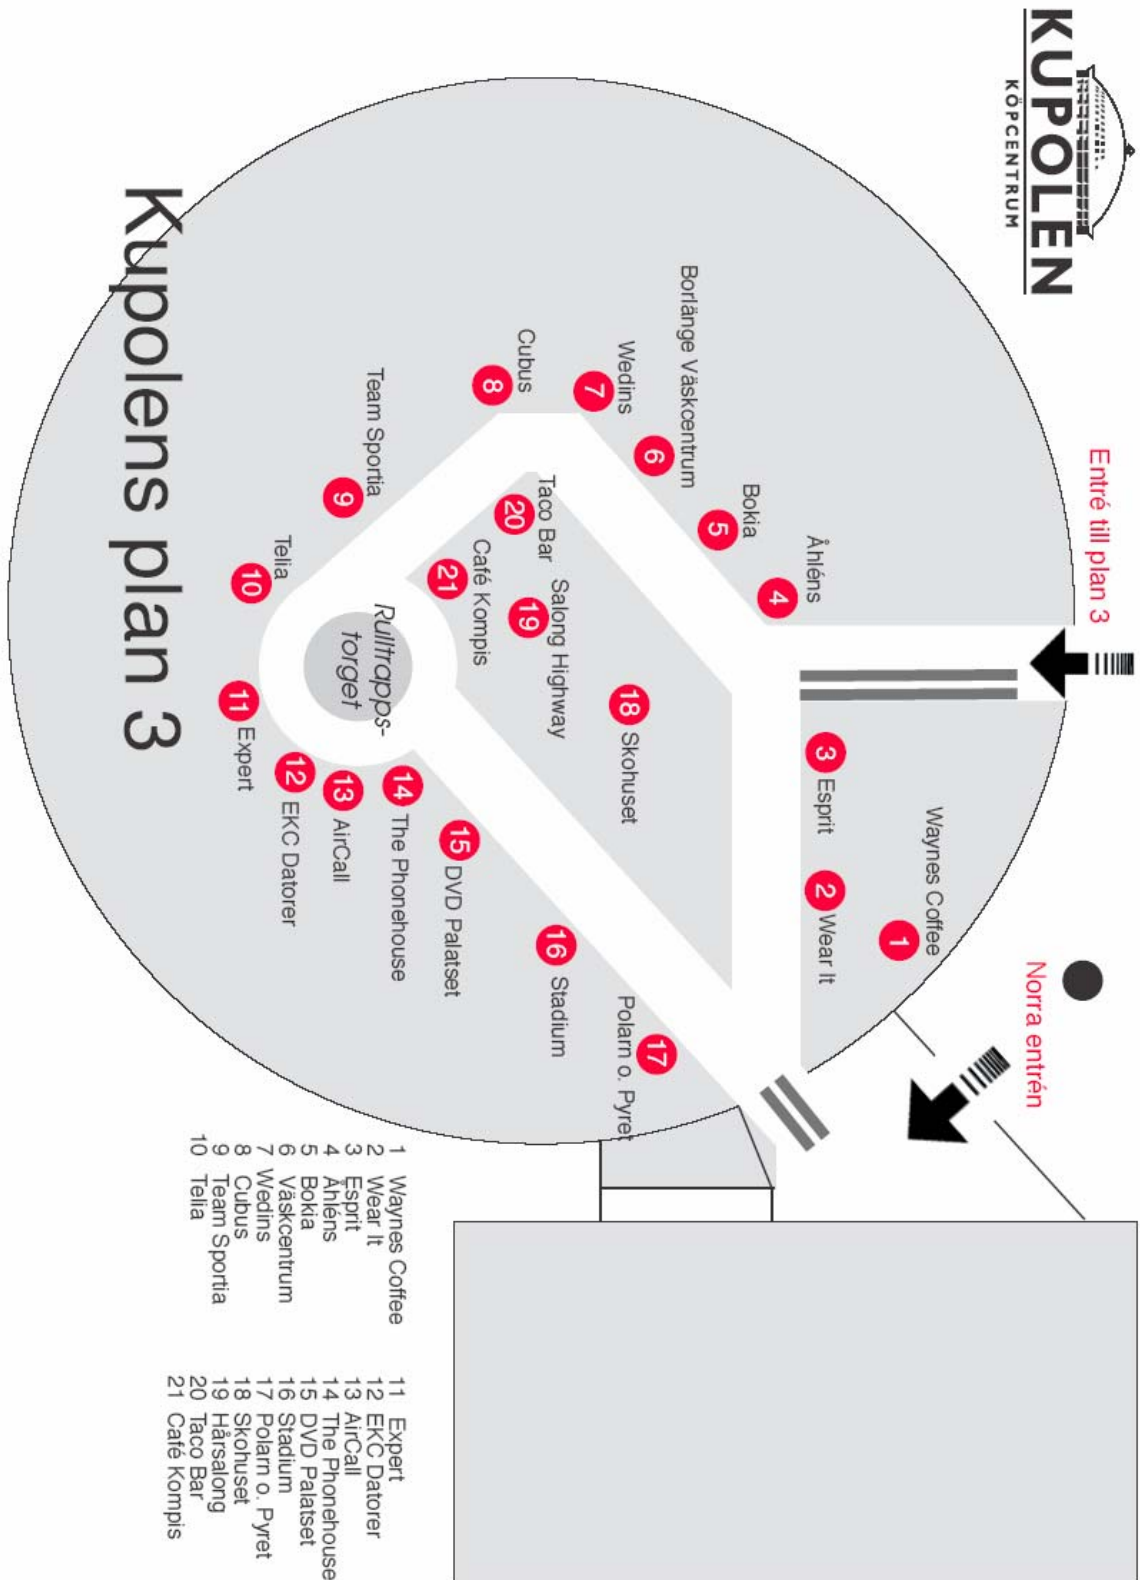 KUPOLEN
KÖPCENTRUM
Entré till plan 3
Norra entrén
Waynes Coffee
1
Wear It
2
Esprit
3
Åhléns
4
Bokia
5
Borlänge Väskcentrum
6
Wedins
7
Cubus
8
Team Sportia
9
Telia
10
11 Expert
12 EKC Datorer
13 AirCall
14 The Phonehouse
15 DVD Palatset
16 Stadium
17
Polarn o. Pyret
18 Skohuset
Salong Highway
19
Taco Bar
20
Café Kompis
21
Rulltrapps-
torget
Kupolens plan 3
1 Waynes Coffee
2 Wear It
3 Esprit
4 Åhléns
5 Bokia
6 Väskcentrum
7 Wedins
8 Cubus
9 Team Sportia
10 Telia
11 Expert
12 EKC Datorer
13 AirCall
14 The Phonehouse
15 DVD Palatset
16 Stadium
17 Polarn o. Pyret
18 Skohuset
19 Hårsalong
20 Taco Bar
21 Café Kompis